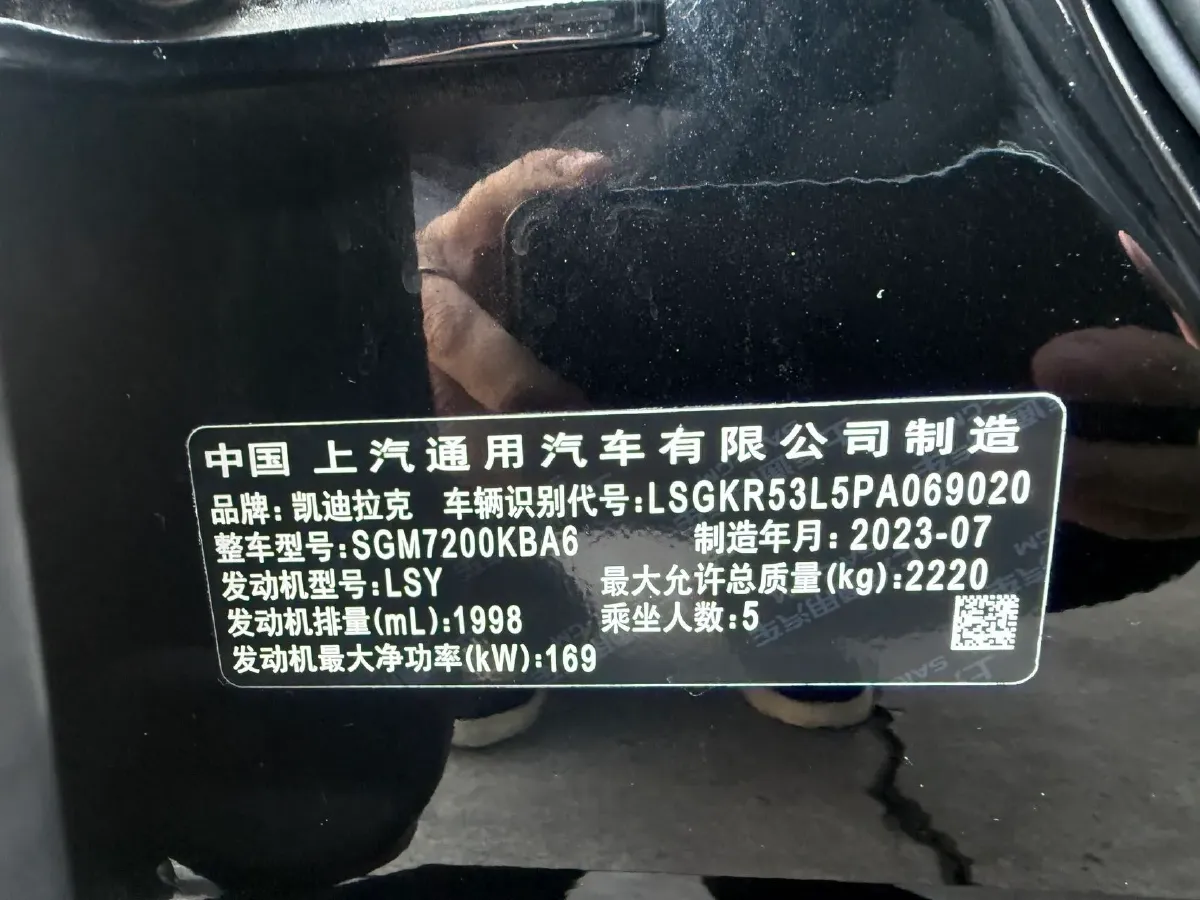 中国 上汽通用汽车有限公司制造
品牌:凯迪拉克 车辆识别代号:LSGKR53L5PA069020
整车型号:SGM7200KBA6 制造年月:2023-07
发动机型号:LSY 最大允许总质量(kg):2220
发动机排量(mL):1998 乘坐人数:5
发动机最大净功率(kW):169